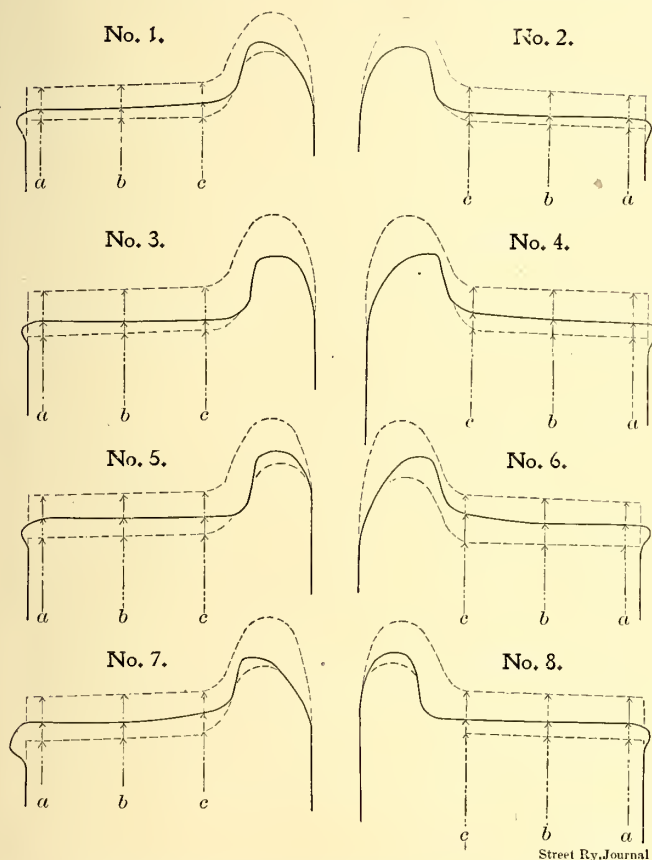 No. 1. No. 2.
a b c c b a
No. 3. No. 4.
a b c c b a
No. 5. No. 6.
a b c c b a
No. 7. No. 8.
a b c c b a
Street Ry. Journal